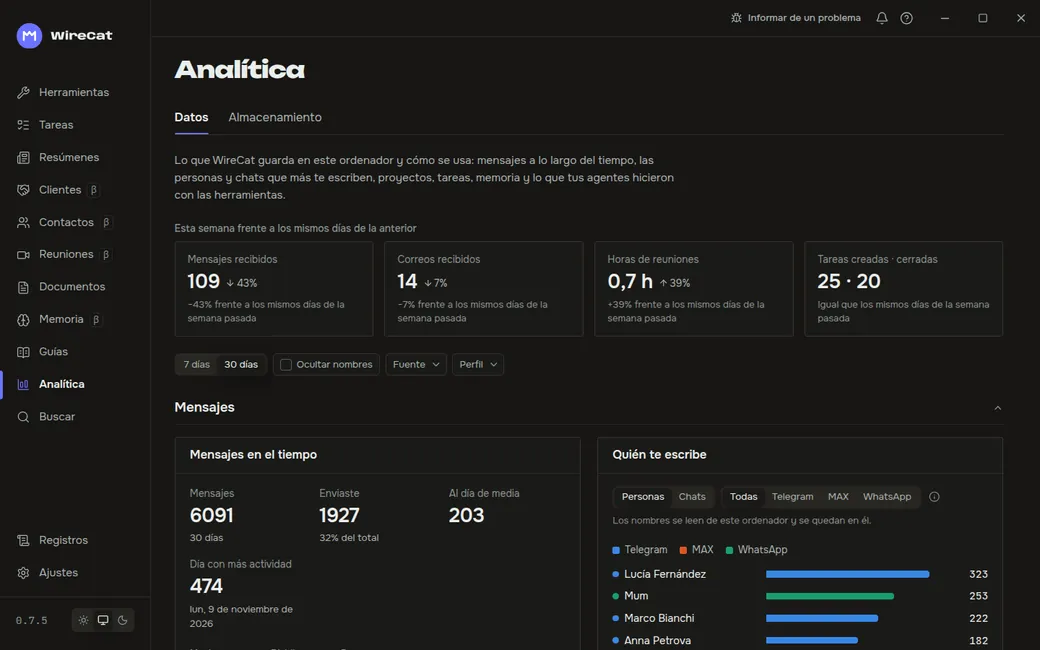 WireCat
Informar de un problema
Herramientas
Tareas
Resúmenes
Clientes β
Contactos β
Reuniones β
Documentos
Memoria β
Guías
Analítica
Buscar
Registros
Ajustes
0.7.5
Analítica
Datos
Almacenamiento
Lo que WireCat guarda en este ordenador y cómo se usa: mensajes a lo largo del tiempo, las
personas y chats que más te escriben, proyectos, tareas, memoria y lo que tus agentes hicieron
con las herramientas.
Esta semana frente a los mismos días de la anterior
Mensajes recibidos
109 ↓ 43%
−43% frente a los mismos días de la
semana pasada
Correos recibidos
14 ↓ 7%
−7% frente a los mismos días de la
semana pasada
Horas de reuniones
0,7 h ↑ 39%
+39% frente a los mismos días de la
semana pasada
Tareas creadas · cerradas
25 · 20
Igual que los mismos días de la semana
pasada
7 días
30 días
Ocultar nombres
Fuente
Perfil
Mensajes
Mensajes en el tiempo
Mensajes
6091
30 días
Enviaste
1927
32% del total
Al día de media
203
Día con más actividad
474
lun, 9 de noviembre de
2026
Quién te escribe
Personas
Chats
Todas
Telegram
MAX
WhatsApp
Los nombres se leen de este ordenador y se quedan en él.
Telegram
MAX
WhatsApp
Lucía Fernández 323
Mum 253
Marco Bianchi 222
Anna Petrova 182